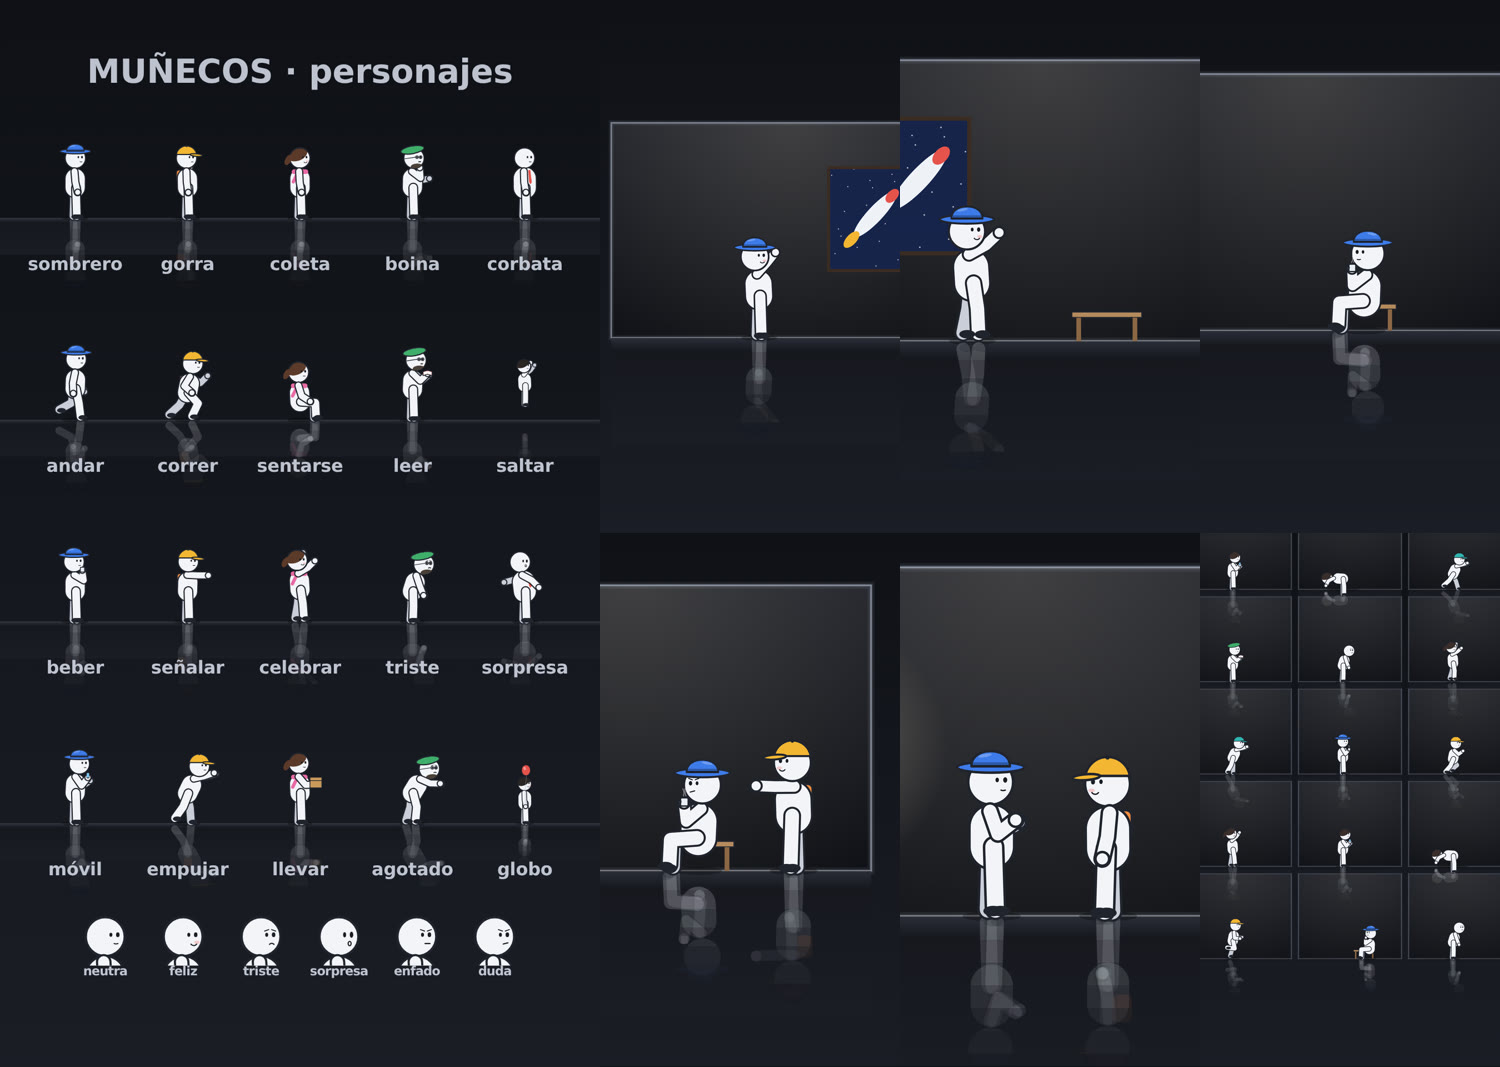 MUÑECOS · personajes
sombrero gorra coleta boina corbata
andar correr sentarse leer saltar
beber señalar celebrar triste sorpresa
móvil empujar llevar agotado globo
neutra feliz triste sorpresa enfado duda